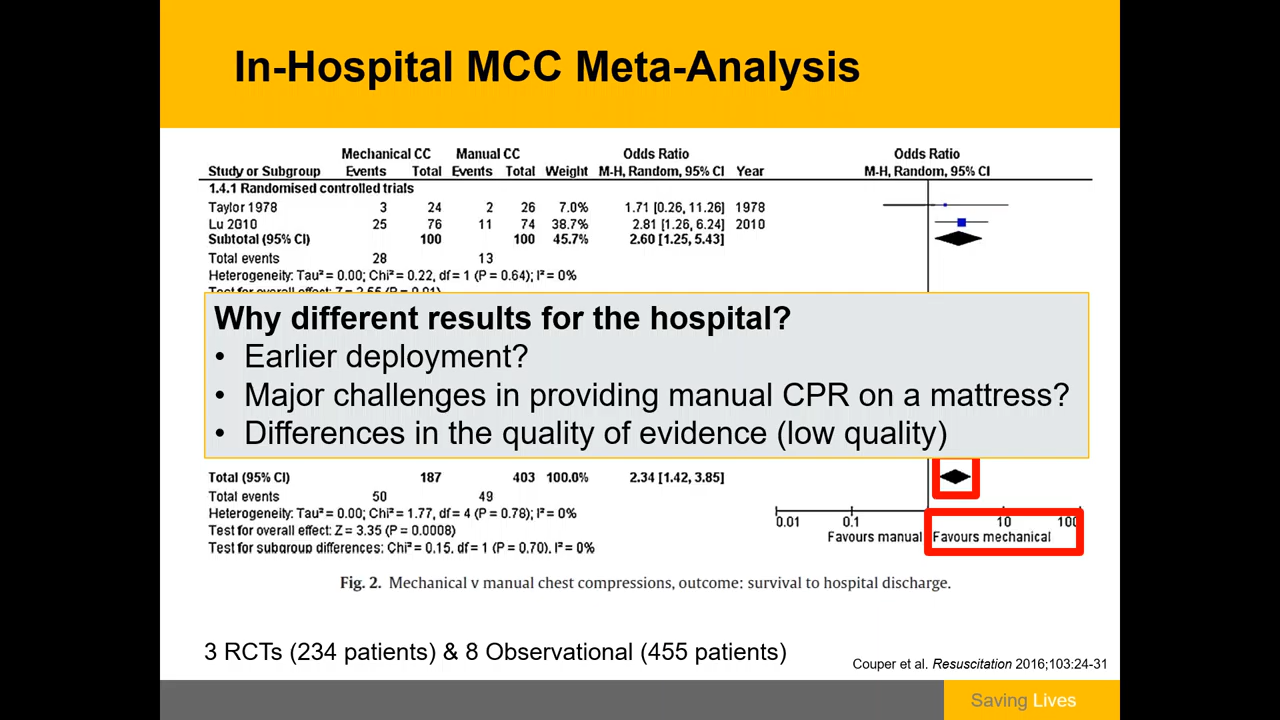 In-Hospital MCC Meta-Analysis
Mechanical CC Manual CC Odds Ratio Odds Ratio
Study or Subgroup Events Total Events Total Weight M-H, Random, 95% CI Year M-H, Random, 95% CI
1.4.1 Randomised controlled trials
Taylor 1978 3 24 2 26 7.0% 1.71 [0.26, 11.26] 1978
Lu 2010 25 76 11 74 38.7% 2.81 [1.26, 6.24] 2010
Subtotal (95% CI) 100 100 45.7% 2.60 [1.25, 5.43]
Total events 28 13
Heterogeneity: Tau² = 0.00; Chi² = 0.22, df = 1 (P = 0.64); I² = 0%
Test for overall effect: Z = 2.55 (P = 0.01)
Why different results for the hospital?
• Earlier deployment?
• Major challenges in providing manual CPR on a mattress?
• Differences in the quality of evidence (low quality)
Total (95% CI) 187 403 100.0% 2.34 [1.42, 3.85]
Total events 50 49
Heterogeneity: Tau² = 0.00; Chi² = 1.77, df = 4 (P = 0.78); I² = 0%
Test for overall effect: Z = 3.35 (P = 0.0008)
Test for subgroup differences: Chi² = 0.15, df = 1 (P = 0.70), I² = 0%
0.01 0.1 10 100
Favours manual Favours mechanical
Fig. 2. Mechanical v manual chest compressions, outcome: survival to hospital discharge.
3 RCTs (234 patients) & 8 Observational (455 patients)
Couper et al. Resuscitation 2016;103:24-31
Saving Lives